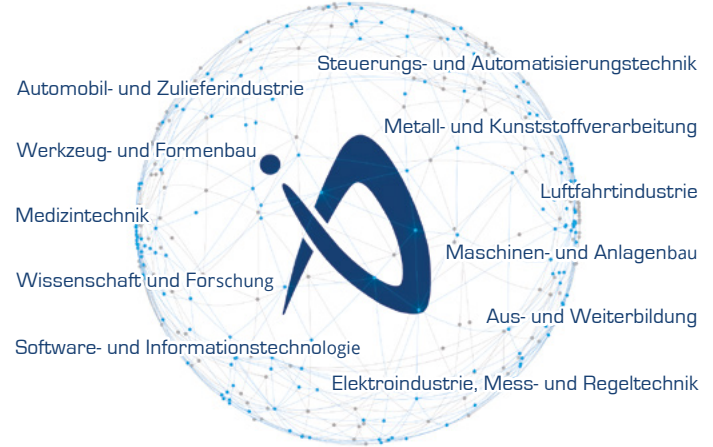 Steuerungs- und Automatisierungstechnik
Automobil- und Zulieferindustrie
Metall- und Kunststoffverarbeitung
Werkzeug- und Formenbau
Luftfahrtindustrie
Medizintechnik
Maschinen- und Anlagenbau
Wissenschaft und Forschung
Aus- und Weiterbildung
Software- und Informationstechnologie
Elektroindustrie, Mess- und Regeltechnik